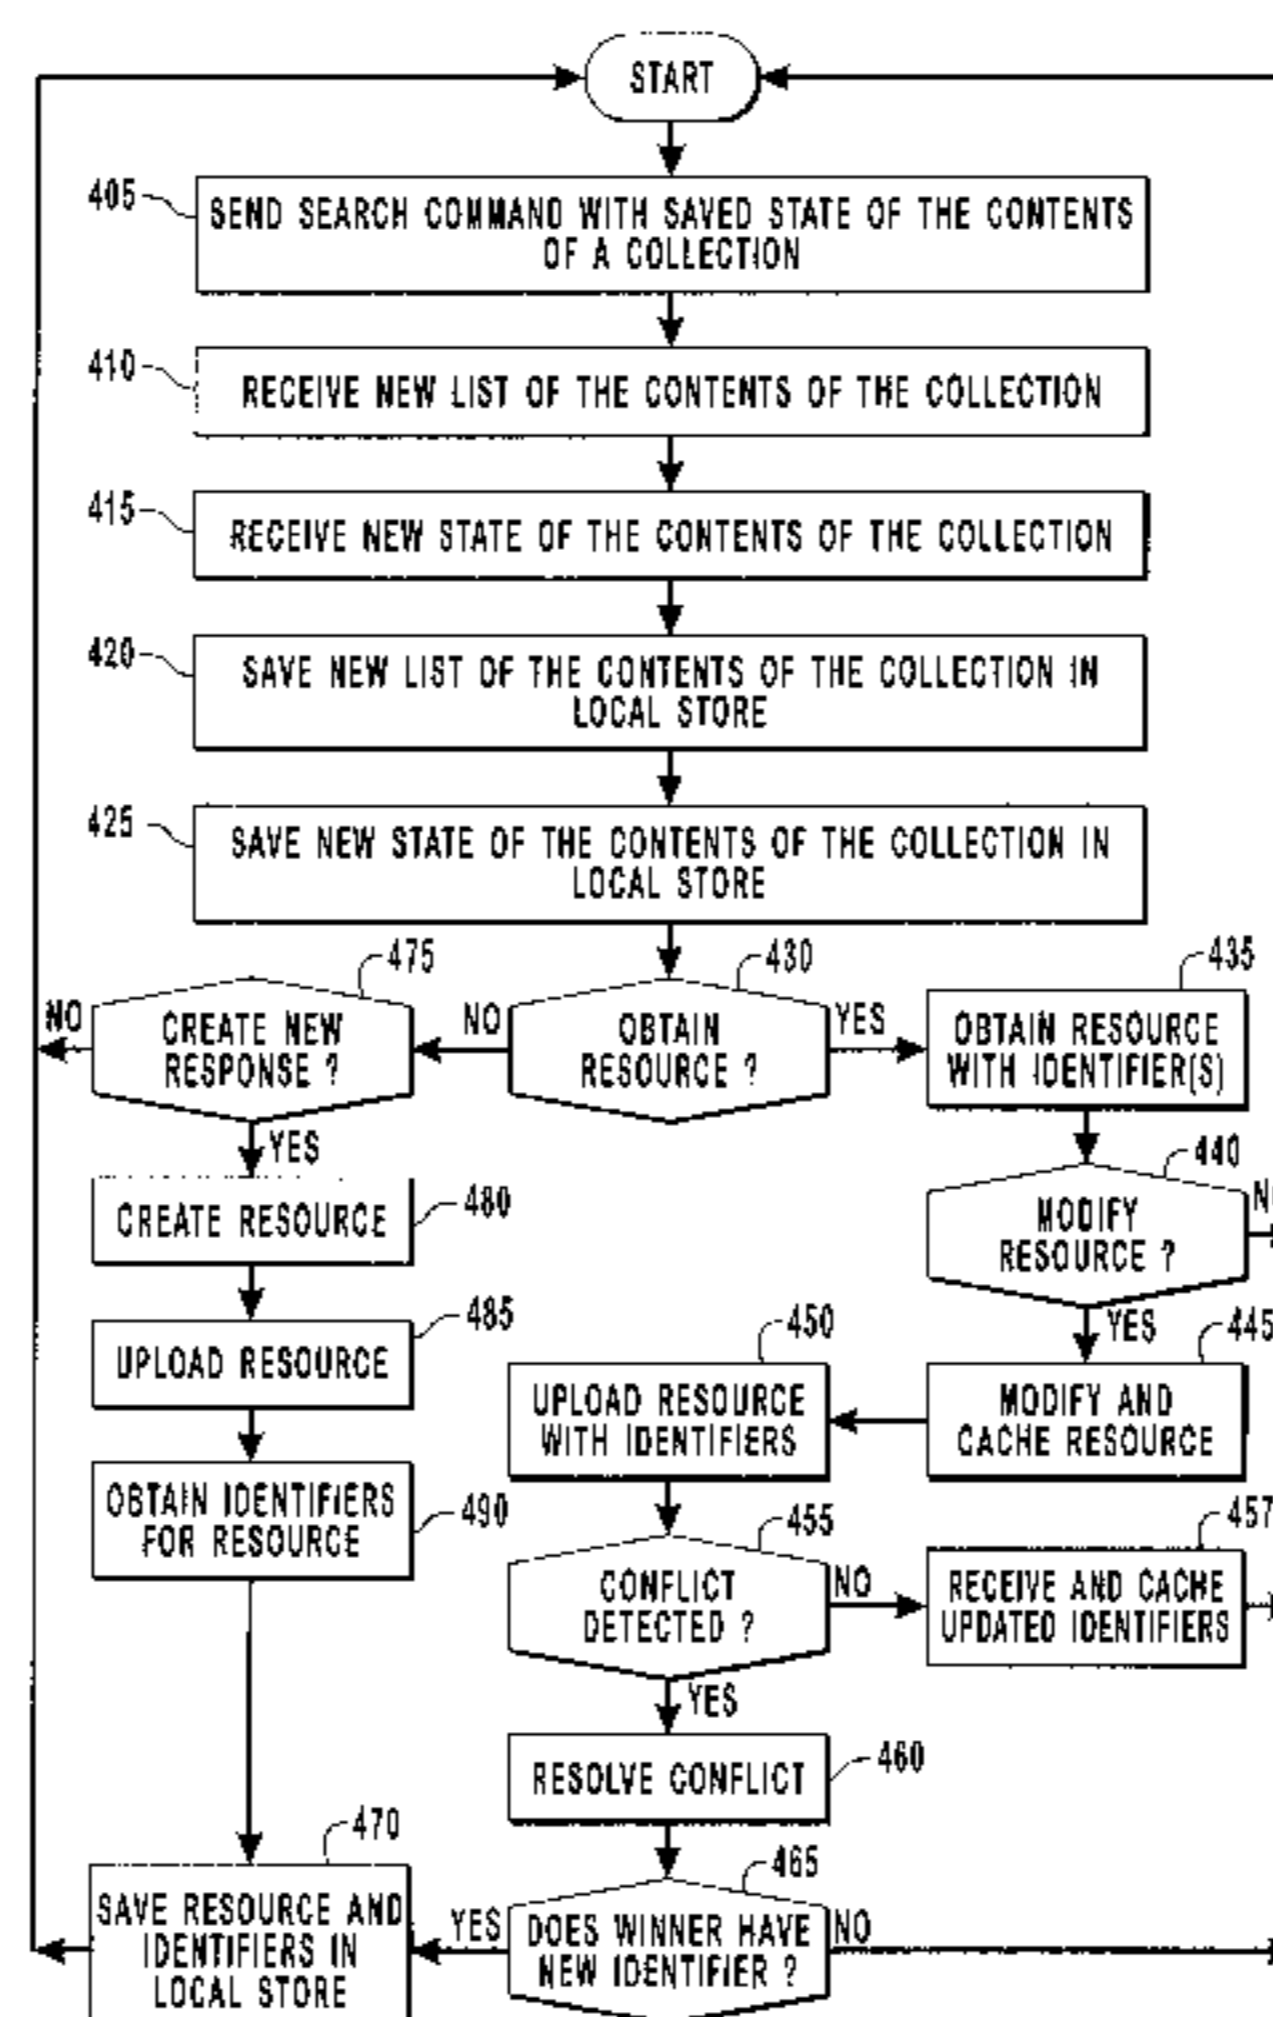 START
405
SEND SEARCH COMMAND WITH SAVED STATE OF THE CONTENTS
OF A COLLECTION
410
RECEIVE NEW LIST OF THE CONTENTS OF THE COLLECTION
415
RECEIVE NEW STATE OF THE CONTENTS OF THE COLLECTION
420
SAVE NEW LIST OF THE CONTENTS OF THE COLLECTION IN
LOCAL STORE
425
SAVE NEW STATE OF THE CONTENTS OF THE COLLECTION IN
LOCAL STORE
475
430
435
NO
CREATE NEW
RESPONSE ?
NO
OBTAIN
RESOURCE ?
YES
OBTAIN RESOURCE
WITH IDENTIFIER(S)
YES
440
CREATE RESOURCE
480
MODIFY
RESOURCE ?
485
UPLOAD RESOURCE
450
YES
445
UPLOAD RESOURCE
WITH IDENTIFIERS
MODIFY AND
CACHE RESOURCE
OBTAIN IDENTIFIERS
FOR RESOURCE
490
455
457
CONFLICT
DETECTED ?
NO
RECEIVE AND CACHE
UPDATED IDENTIFIERS
YES
RESOLVE CONFLICT
460
470
465
SAVE RESOURCE AND
IDENTIFIERS IN
LOCAL STORE
YES
DOES WINNER HAVE
NEW IDENTIFIER ?
NO